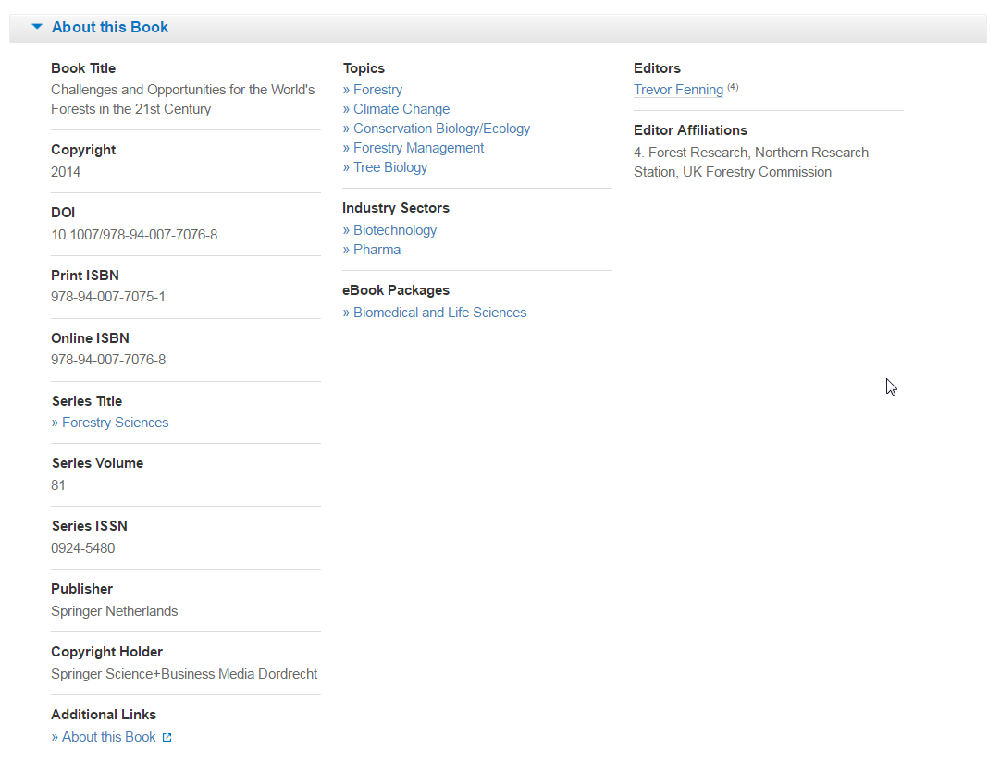 About this Book
Book Title
Challenges and Opportunities for the World's
Forests in the 21st Century
Copyright
2014
DOI
10.1007/978-94-007-7076-8
Print ISBN
978-94-007-7075-1
Online ISBN
978-94-007-7076-8
Series Title
» Forestry Sciences
Series Volume
81
Series ISSN
0924-5480
Publisher
Springer Netherlands
Copyright Holder
Springer Science+Business Media Dordrecht
Additional Links
» About this Book
Topics
» Forestry
» Climate Change
» Conservation Biology/Ecology
» Forestry Management
» Tree Biology
Industry Sectors
» Biotechnology
» Pharma
eBook Packages
» Biomedical and Life Sciences
Editors
Trevor Fenning (4)
Editor Affiliations
4. Forest Research, Northern Research
Station, UK Forestry Commission